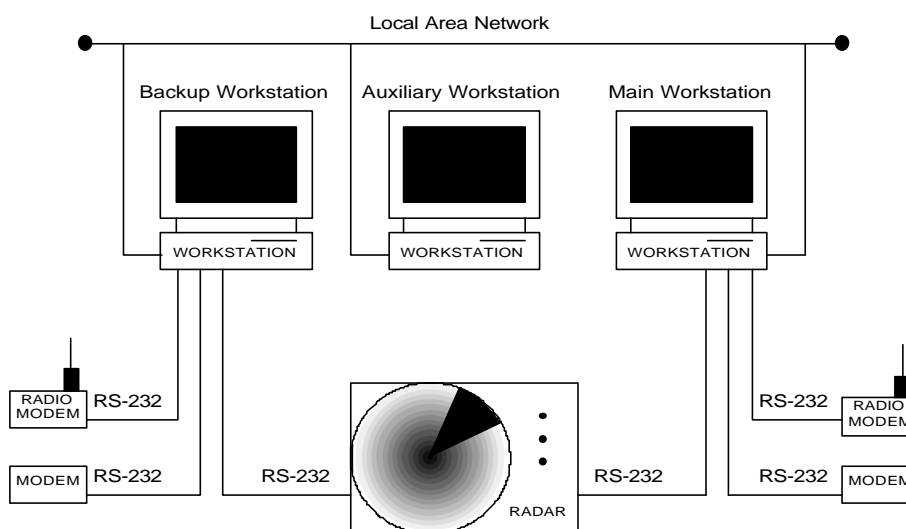 Local Area Network
Backup Workstation
Auxiliary Workstation
Main Workstation
WORKSTATION
WORKSTATION
WORKSTATION
RADIO
MODEM
RS-232
RS-232
RADIO
MODEM
MODEM
RS-232
RS-232
RADAR
RS-232
RS-232
MODEM